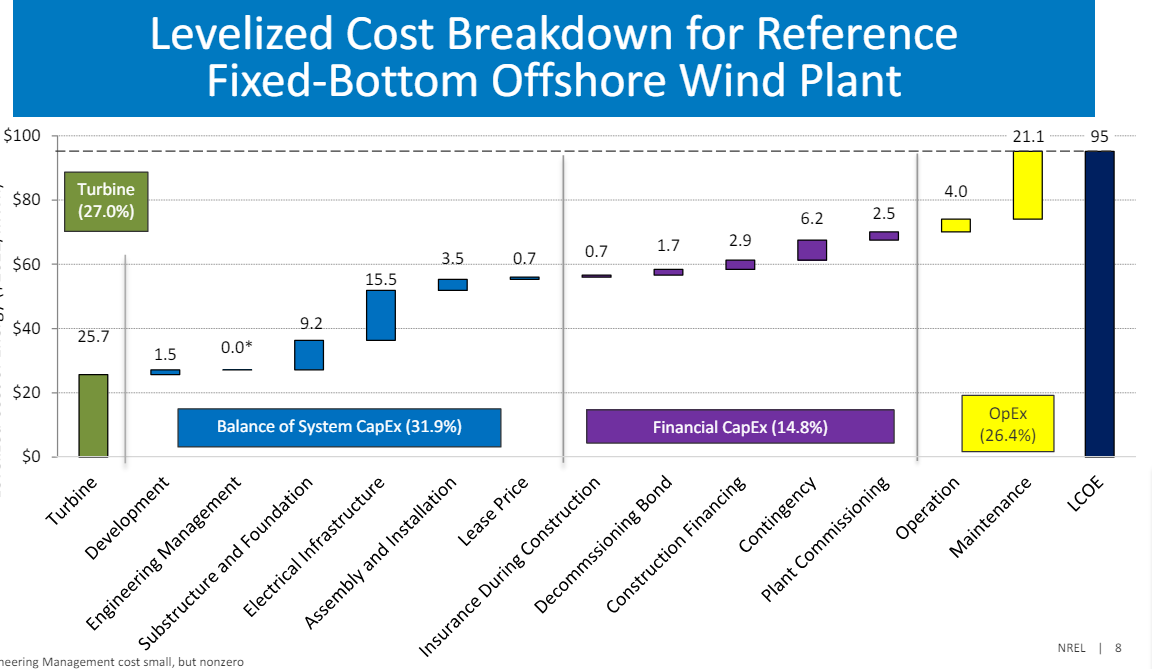 Levelized Cost Breakdown for Reference
Fixed-Bottom Offshore Wind Plant
$100
$80
$60
$40
$20
$0
Turbine
(27.0%)
25.7
1.5
0.0*
9.2
15.5
3.5
0.7
0.7
1.7
2.9
6.2
2.5
4.0
21.1
95
Balance of System CapEx (31.9%)
Financial CapEx (14.8%)
OpEx
(26.4%)
Turbine
Development
Engineering Management
Substructure and Foundation
Electrical Infrastructure
Assembly and Installation
Lease Price
Insurance During Construction
Decommssioning Bond
Construction Financing
Contingency
Plant Commissioning
Operation
Maintenance
LCOE
NREL | 8
neering Management cost small, but nonzero